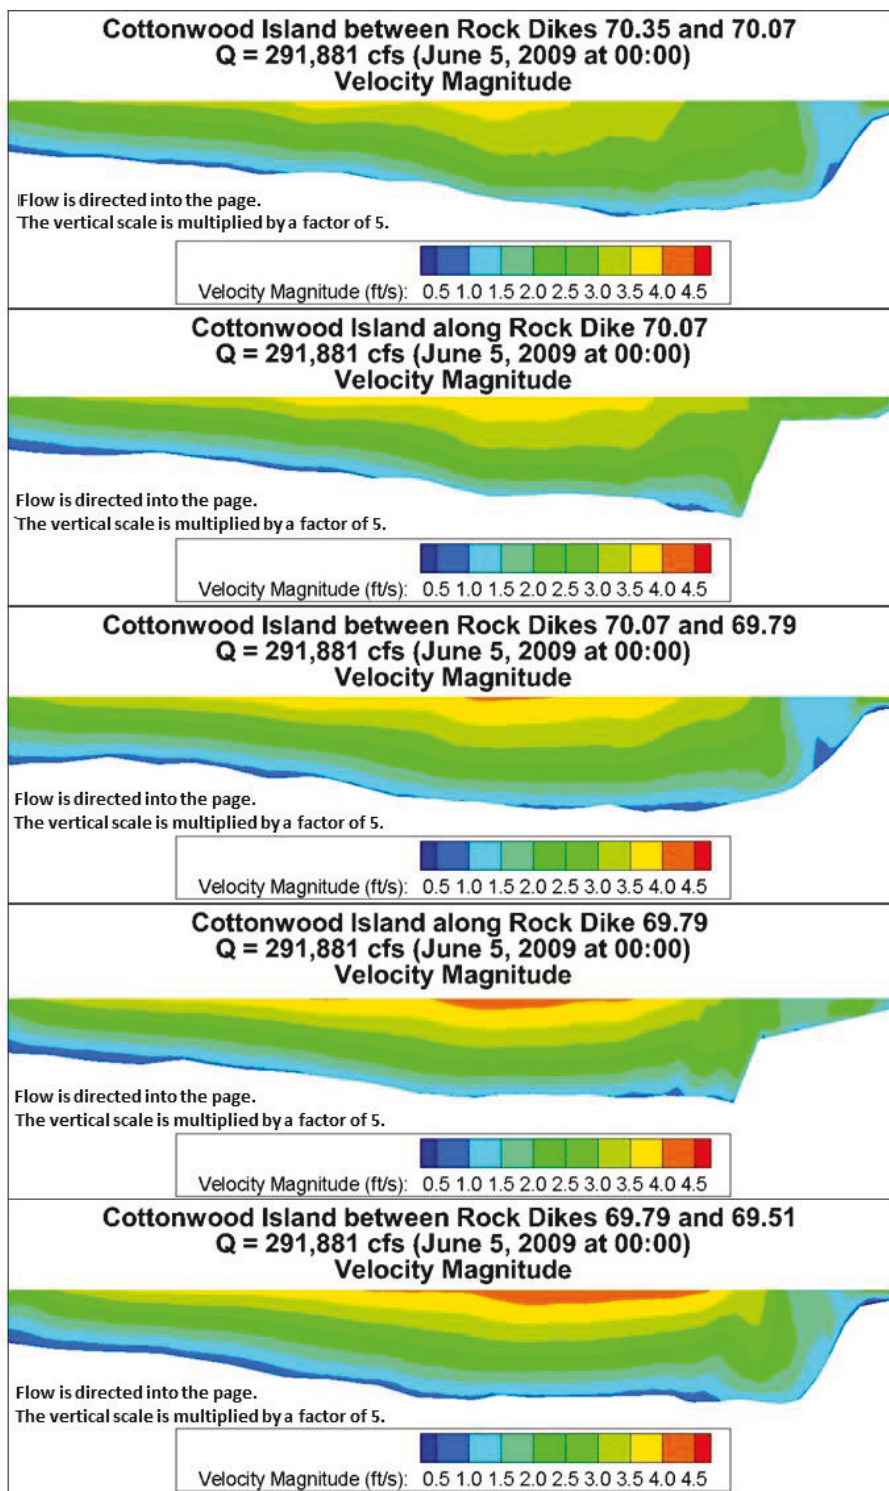 Cottonwood Island between Rock Dikes 70.35 and 70.07
Q = 291,881 cfs (June 5, 2009 at 00:00)
Velocity Magnitude
Flow is directed into the page.
The vertical scale is multiplied by a factor of 5.
Velocity Magnitude (ft/s): 0.5 1.0 1.5 2.0 2.5 3.0 3.5 4.0 4.5
Cottonwood Island along Rock Dike 70.07
Q = 291,881 cfs (June 5, 2009 at 00:00)
Velocity Magnitude
Flow is directed into the page.
The vertical scale is multiplied by a factor of 5.
Velocity Magnitude (ft/s): 0.5 1.0 1.5 2.0 2.5 3.0 3.5 4.0 4.5
Cottonwood Island between Rock Dikes 70.07 and 69.79
Q = 291,881 cfs (June 5, 2009 at 00:00)
Velocity Magnitude
Flow is directed into the page.
The vertical scale is multiplied by a factor of 5.
Velocity Magnitude (ft/s): 0.5 1.0 1.5 2.0 2.5 3.0 3.5 4.0 4.5
Cottonwood Island along Rock Dike 69.79
Q = 291,881 cfs (June 5, 2009 at 00:00)
Velocity Magnitude
Flow is directed into the page.
The vertical scale is multiplied by a factor of 5.
Velocity Magnitude (ft/s): 0.5 1.0 1.5 2.0 2.5 3.0 3.5 4.0 4.5
Cottonwood Island between Rock Dikes 69.79 and 69.51
Q = 291,881 cfs (June 5, 2009 at 00:00)
Velocity Magnitude
Flow is directed into the page.
The vertical scale is multiplied by a factor of 5.
Velocity Magnitude (ft/s): 0.5 1.0 1.5 2.0 2.5 3.0 3.5 4.0 4.5